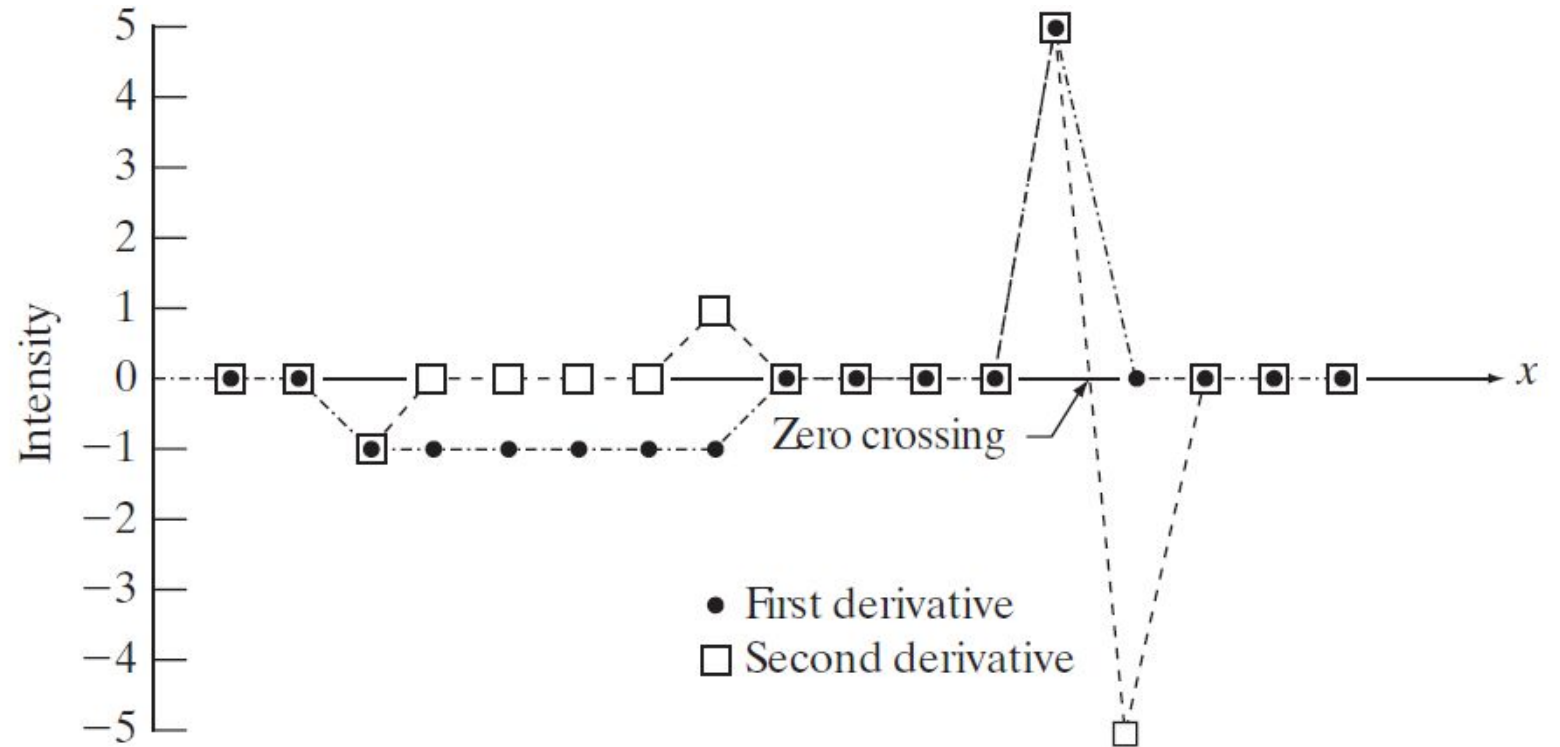 5
4
3
2
1
0
−1
−2
−3
−4
−5
Intensity
x
Zero crossing
First derivative
Second derivative